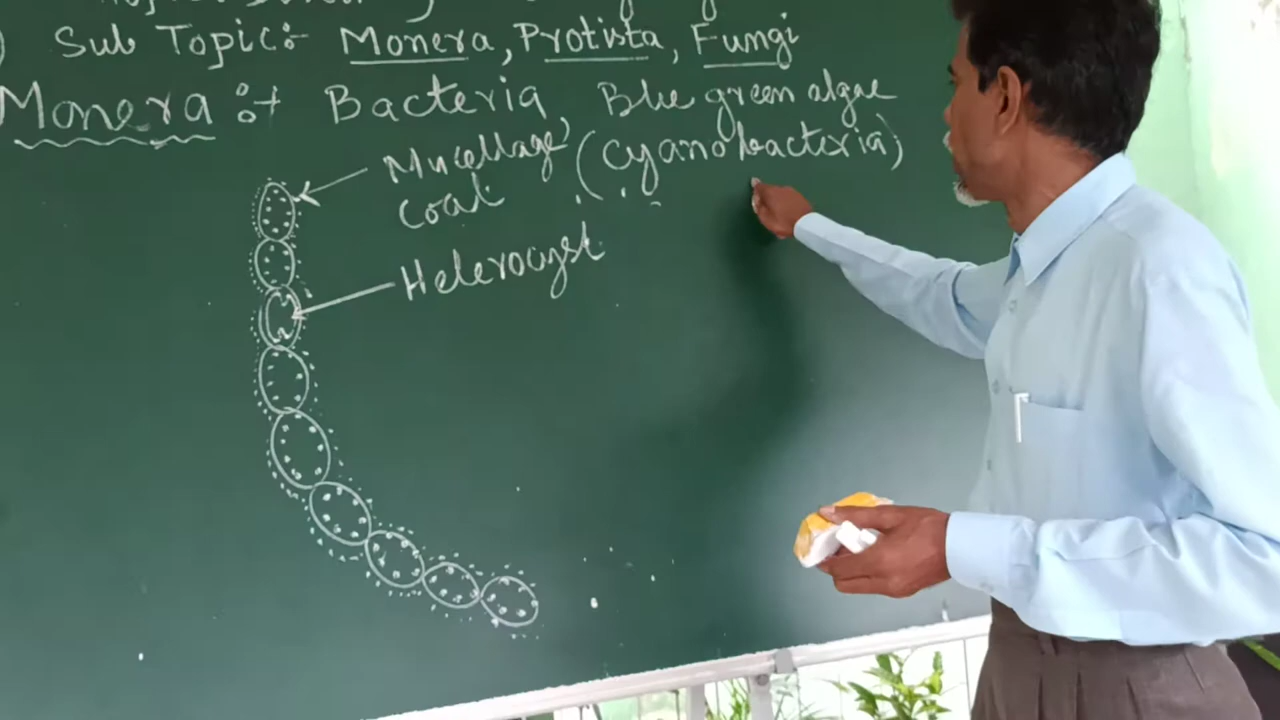 ) Sub Topic:- Monera, Protista, Fungi
Monera :+ Bacteria, Blue green algae
Mucellage (Cyanobacteria)
coat
Heterocyst